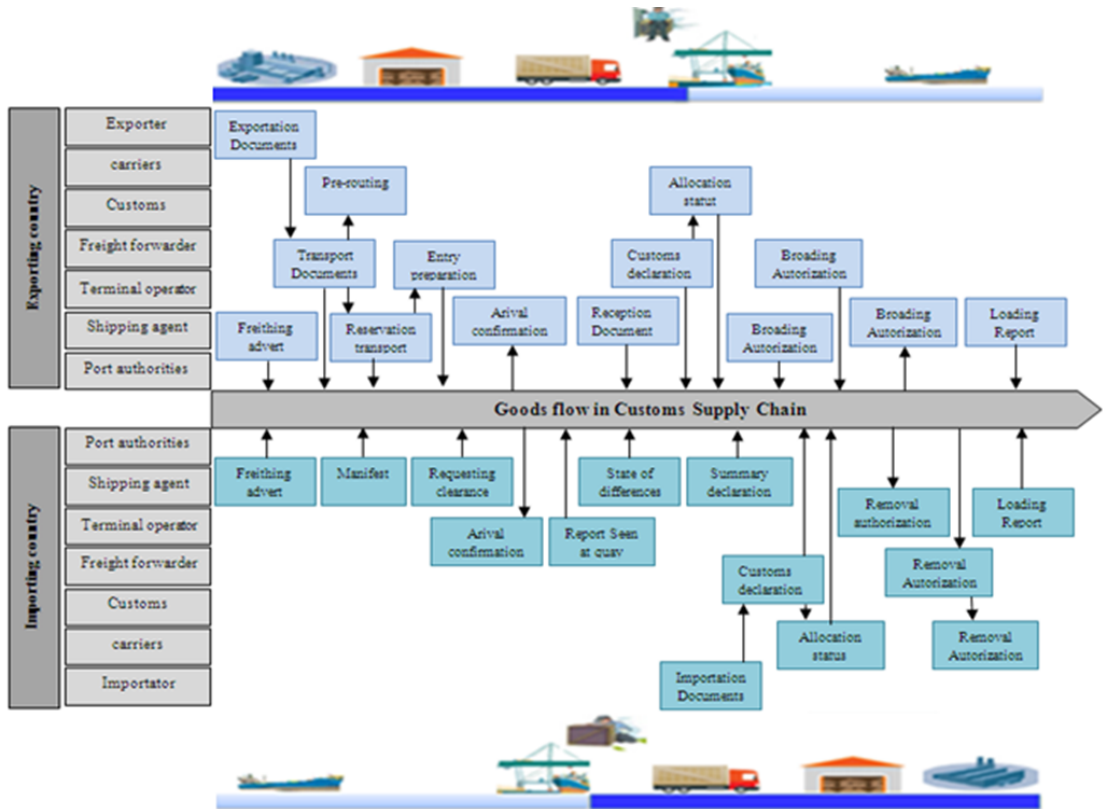 Exporting country
Exporter
carriers
Customs
Freight forwarder
Terminal operator
Shipping agent
Port authorities
Exportation
Documents
Pre-routing
Allocation
statut
Transport
Documents
Entry
preparation
Customs
declaration
Broading
Autorization
Freithing
advert
Reservation
transport
Arival
confirmation
Reception
Document
Broading
Autorization
Broading
Autorization
Loading
Report
Goods flow in Customs Supply Chain
Importing country
Port authorities
Shipping agent
Terminal operator
Freight forwarder
Customs
carriers
Importator
Freithing
advert
Manifest
Requesting
clearance
State of
differences
Summary
declaration
Removal
authorization
Loading
Report
Arival
confirmation
Report Seen
at quay
Customs
declaration
Removal
Autorization
Allocation
status
Removal
Autorization
Importation
Documents